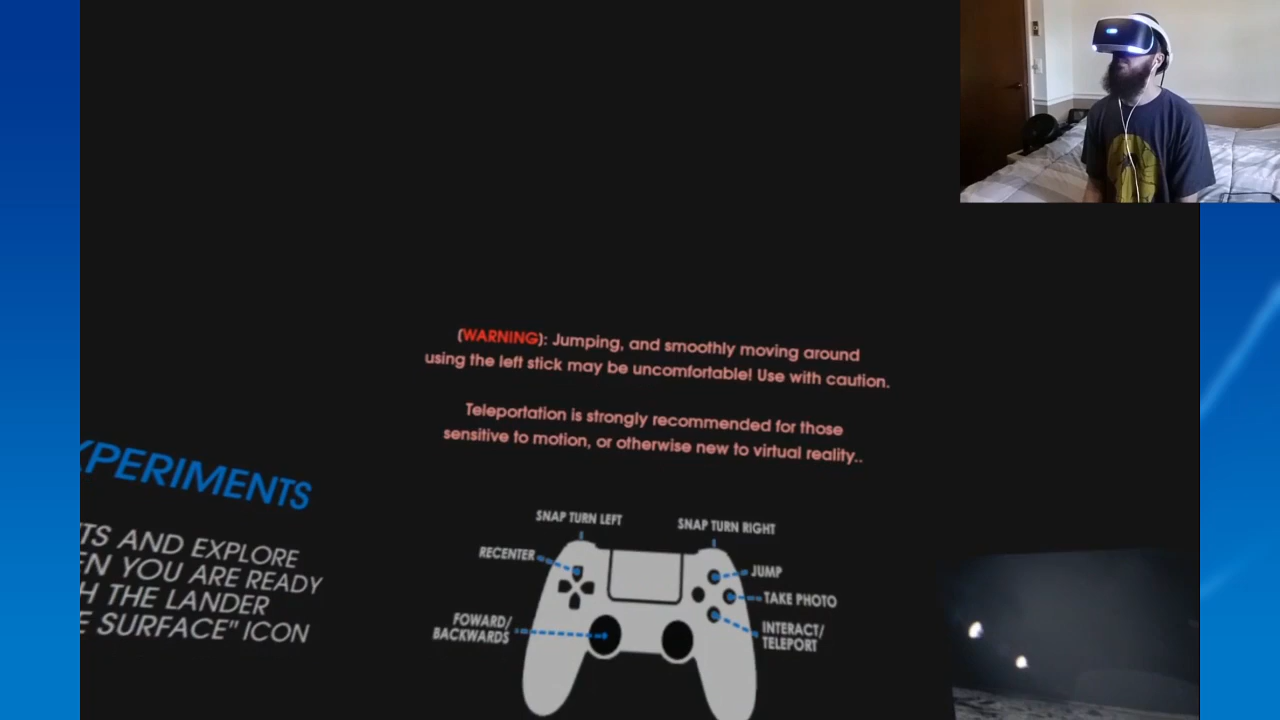 (WARNING): Jumping, and smoothly moving around
using the left stick may be uncomfortable! Use with caution.
Teleportation is strongly recommended for those
sensitive to motion, or otherwise new to virtual reality..
XPERIMENTS
TS AND EXPLORE
EN YOU ARE READY
H THE LANDER
E SURFACE" ICON
SNAP TURN LEFT
SNAP TURN RIGHT
RECENTER
JUMP
TAKE PHOTO
FOWARD/
BACKWARDS
INTERACT/
TELEPORT